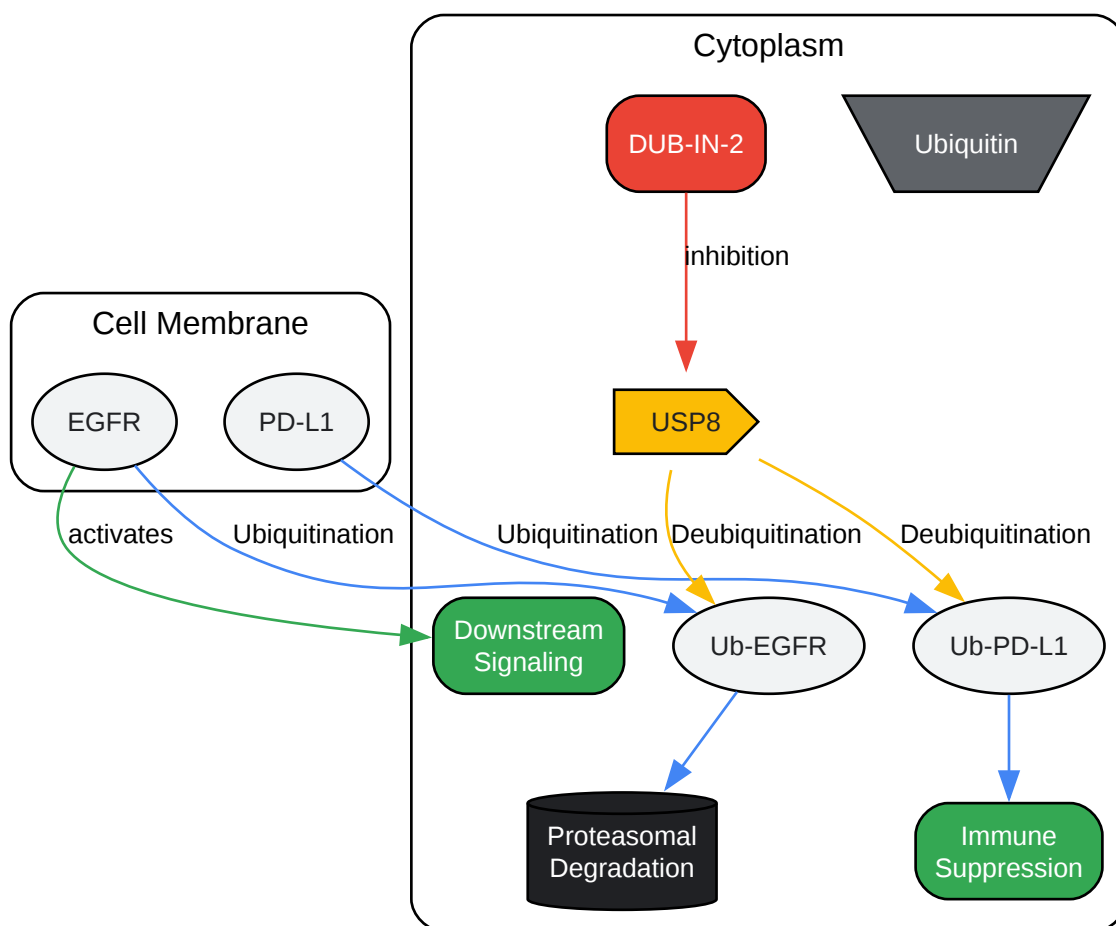 Cytoplasm
DUB-IN-2
Ubiquitin
inhibition
Cell Membrane
EGFR
PD-L1
USP8
activates
Ubiquitination
Ubiquitination
Deubiquitination
Deubiquitination
Downstream
Signaling
Ub-EGFR
Ub-PD-L1
Proteasomal
Degradation
Immune
Suppression